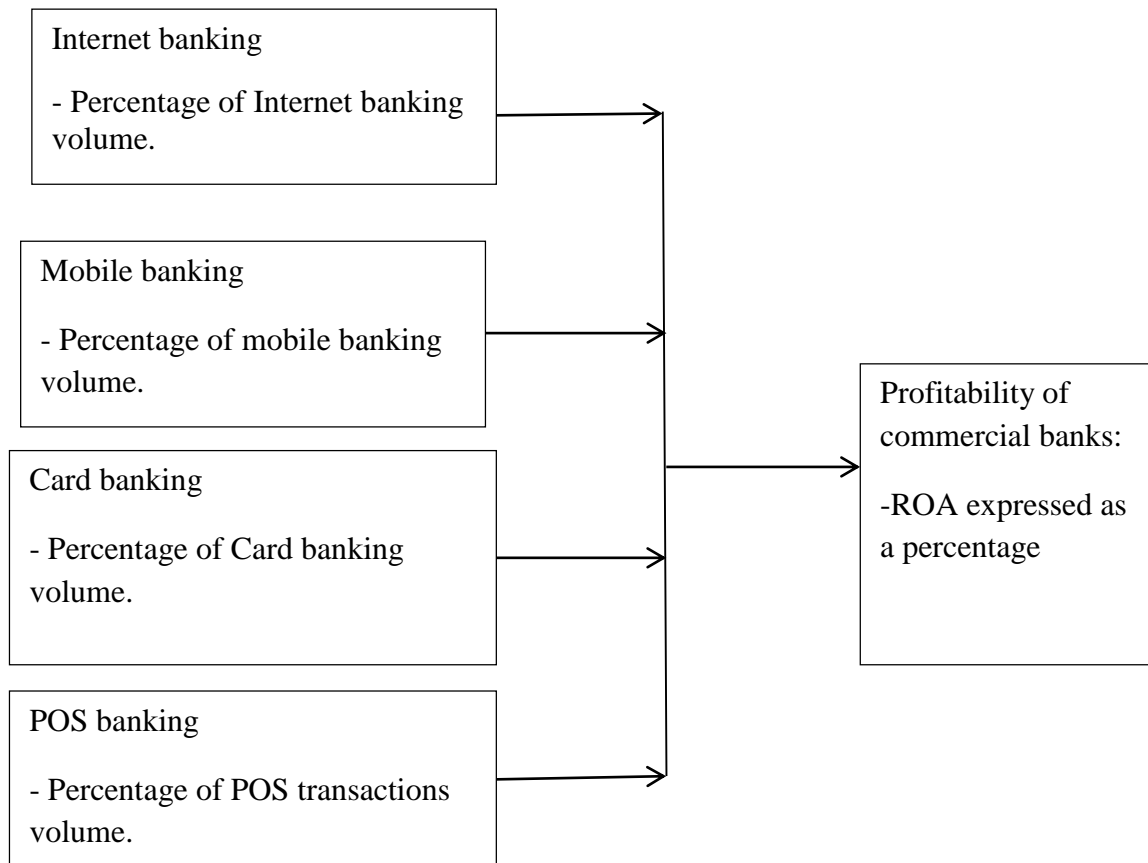 Internet banking
- Percentage of Internet banking
volume.
Mobile banking
- Percentage of mobile banking
volume.
Card banking
- Percentage of Card banking
volume.
POS banking
- Percentage of POS transactions
volume.
Profitability of
commercial banks:
-ROA expressed as
a percentage